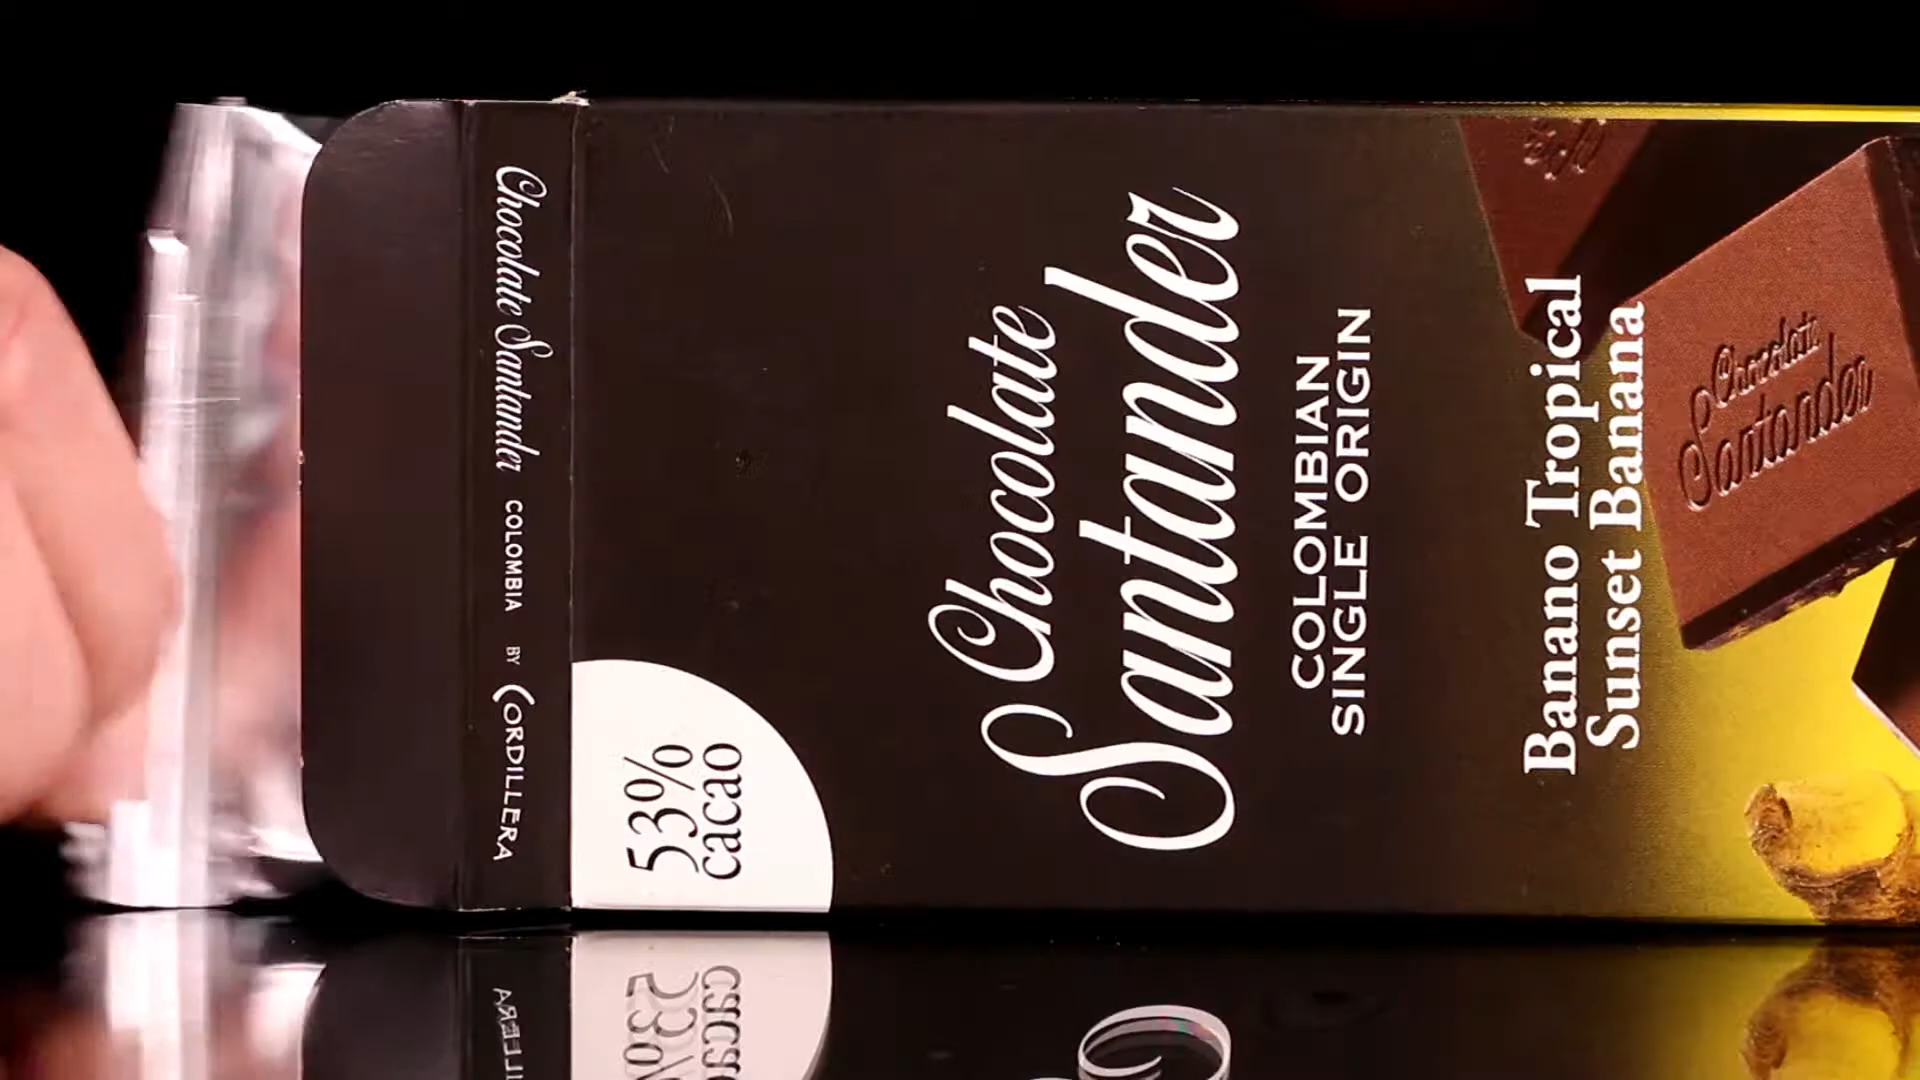 Chocolate Santander COLOMBIA BY CORDILLERA
53%
cacao
Chocolate
Santander
COLOMBIAN
SINGLE ORIGIN
Banano Tropical
Sunset Banana
Chocolate
Santander